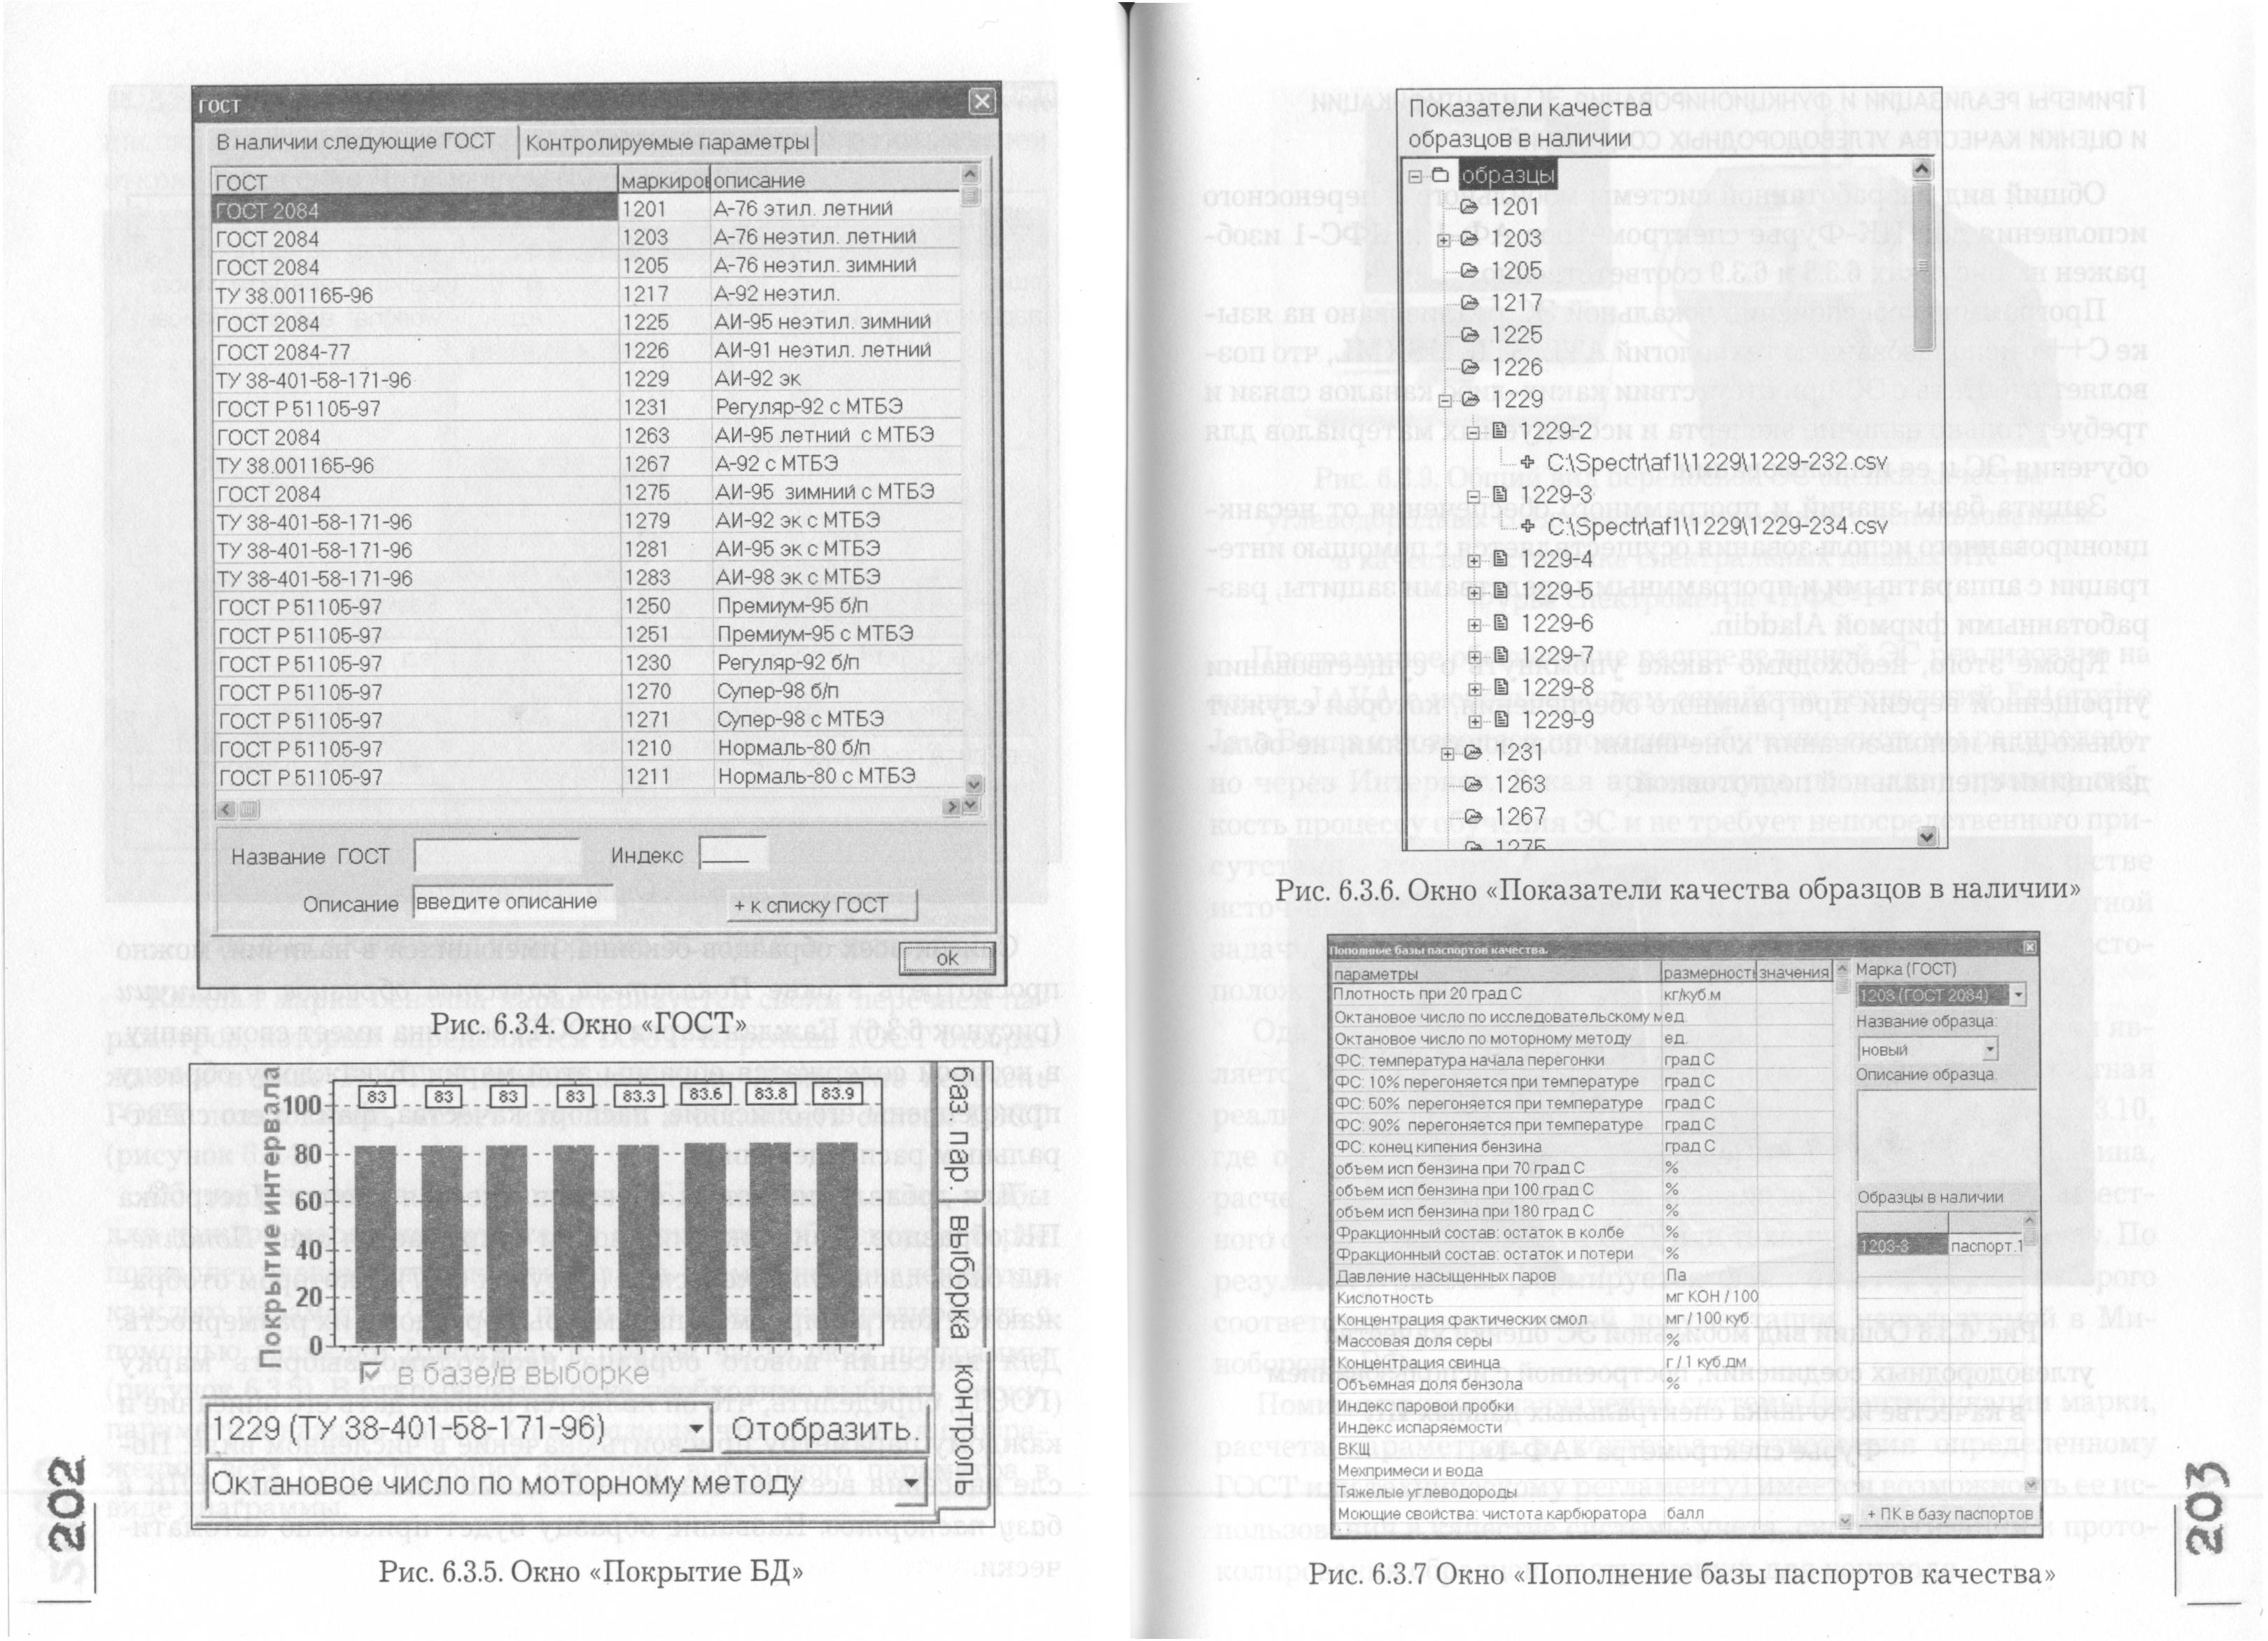 ГОСТ
В наличии следующие ГОСТ Контролируемые параметры
ГОСТ маркиров описание
ГОСТ 2084 1201 А-76 этил. летний
ГОСТ 2084 1203 А-76 неэтил. летний
ГОСТ 2084 1205 А-76 неэтил. зимний
ТУ 38.001165-96 1217 А-92 неэтил.
ГОСТ 2084 1225 АИ-95 неэтил. зимний
ГОСТ 2084-77 1226 АИ-91 неэтил. летний
ТУ 38-401-58-171-96 1229 АИ-92 эк
ГОСТ Р 51105-97 1231 Регуляр-92 с МТБЭ
ГОСТ 2084 1263 АИ-95 летний с МТБЭ
ТУ 38.001165-96 1267 А-92 с МТБЭ
ГОСТ 2084 1275 АИ-95 зимний с МТБЭ
ТУ 38-401-58-171-96 1279 АИ-92 эк с МТБЭ
ТУ 38-401-58-171-96 1281 АИ-95 эк с МТБЭ
ТУ 38-401-58-171-96 1283 АИ-98 эк с МТБЭ
ГОСТ Р 51105-97 1250 Премиум-95 б/п
ГОСТ Р 51105-97 1251 Премиум-95 с МТБЭ
ГОСТ Р 51105-97 1230 Регуляр-92 б/п
ГОСТ Р 51105-97 1270 Супер-98 б/п
ГОСТ Р 51105-97 1271 Супер-98 с МТБЭ
ГОСТ Р 51105-97 1210 Нормаль-80 б/п
ГОСТ Р 51105-97 1211 Нормаль-80 с МТБЭ
Название ГОСТ Индекс
Описание введите описание + к списку ГОСТ
ok
Рис. 6.3.4. Окно «ГОСТ»
Покрытие интервала
100 80 60 40 20 0
83 83 83 83 83.3 83.6 83.8 83.9
в базе/в выборке
1229 (ТУ 38-401-58-171-96) Отобразить.
Октановое число по моторному методу
баз пар. выборка контроль
Рис. 6.3.5. Окно «Покрытие БД»
202
Показатели качества
образцов в наличии
образцы
1201
1203
1205
1217
1225
1226
1229
1229-2
C:\Spectr\af1\1229\1229-232.csv
1229-3
C:\Spectr\af1\1229\1229-234.csv
1229-4
1229-5
1229-6
1229-7
1229-8
1229-9
1231
1263
1267
1275
Рис. 6.3.6. Окно «Показатели качества образцов в наличии»
Пополние базы паспортов качества.
параметры размерность значения
Плотность при 20 град С кг/куб.м
Октановое число по исследовательскому м ед.
Октановое число по моторному методу ед.
ФС: температура начала перегонки град С
ФС: 10% перегоняется при температуре град С
ФС: 50% перегоняется при температуре град С
ФС: 90% перегоняется при температуре град С
ФС: конец кипения бензина град С
объем исп бензина при 70 град С %
объем исп бензина при 100 град С %
объем исп бензина при 180 град С %
Фракционный состав: остаток в колбе %
Фракционный состав: остаток и потери %
Давление насыщенных паров Па
Кислотность мг КОН / 100
Концентрация фактических смол мг / 100 куб
Массовая доля серы %
Концентрация свинца г / 1 куб.дм
Объемная доля бензола %
Индекс паровой пробки
Индекс испаряемости
ВКЩ
Мехпримеси и вода
Тяжелые углеводороды
Моющие свойства: чистота карбюратора балл
Марка (ГОСТ)
1203 (ГОСТ 2084)
Название образца:
новый
Описание образца.
Образцы в наличии
1203-3 паспорт.1
+ ПК в базу паспортов
Рис. 6.3.7 Окно «Пополнение базы паспортов качества»
203